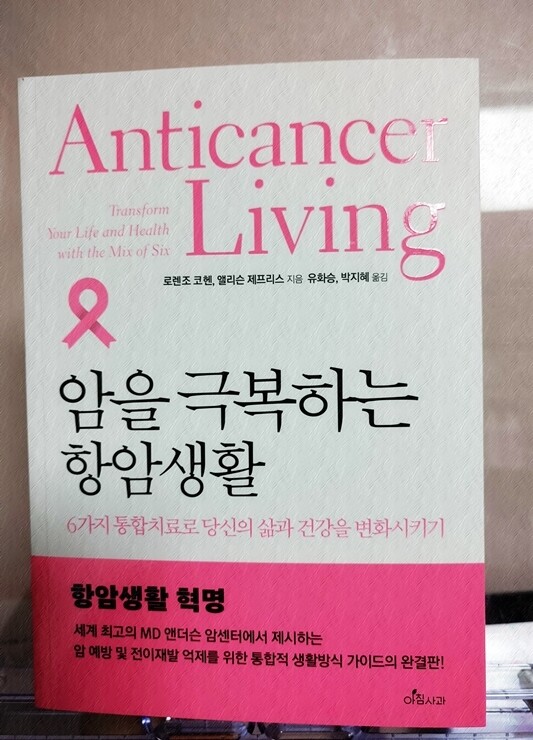 Anticancer
Living
Transform
Your Life and Health
with the Mix of Six
로렌조 코헨, 앨리슨 제프리스 지음 유화승, 박지혜 옮김
암을 극복하는
항암생활
6가지 통합치료로 당신의 삶과 건강을 변화시키기
항암생활 혁명
세계 최고의 MD 앤더슨 암센터에서 제시하는
암 예방 및 전이재발 억제를 위한 통합적 생활방식 가이드의 완결판!
아침사과